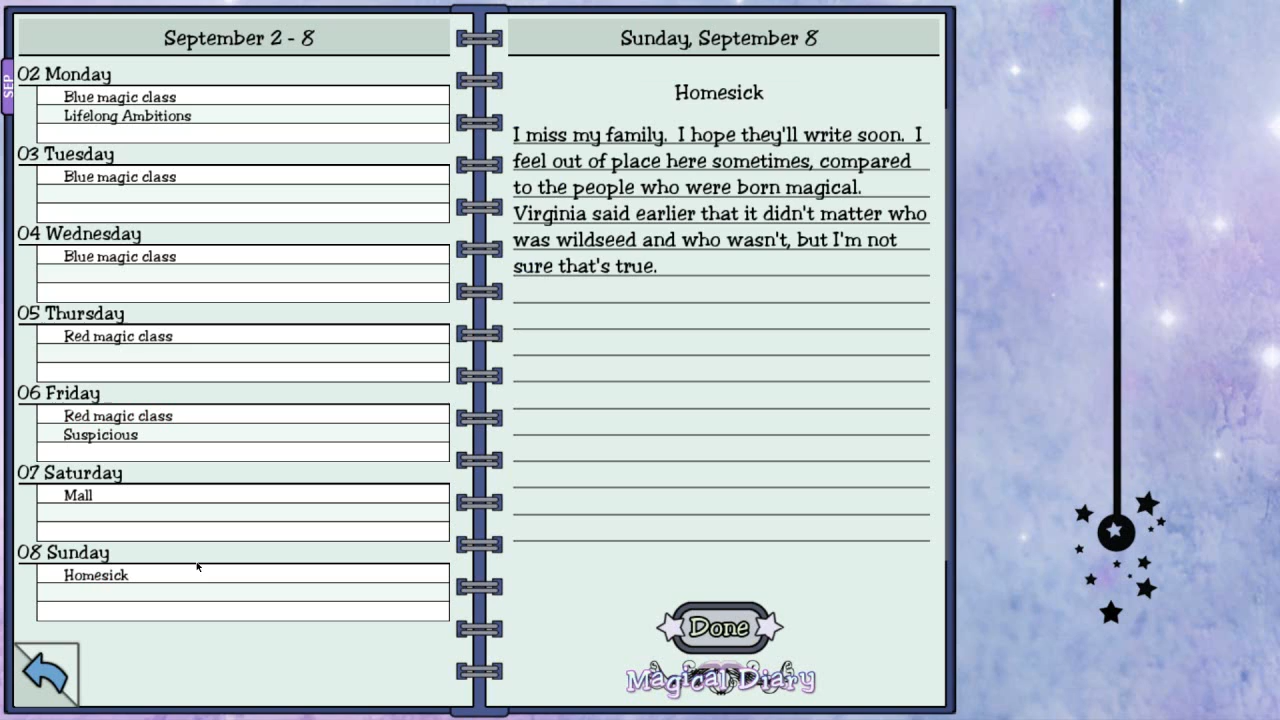 September 2 - 8
SEP
02 Monday
Blue magic class
Lifelong Ambitions
03 Tuesday
Blue magic class
04 Wednesday
Blue magic class
05 Thursday
Red magic class
06 Friday
Red magic class
Suspicious
07 Saturday
Mall
08 Sunday
Homesick
Sunday, September 8
Homesick
I miss my family. I hope they'll write soon. I
feel out of place here sometimes, compared
to the people who were born magical.
Virginia said earlier that it didn't matter who
was wildseed and who wasn't, but I'm not
sure that's true.
Done
Magical Diary